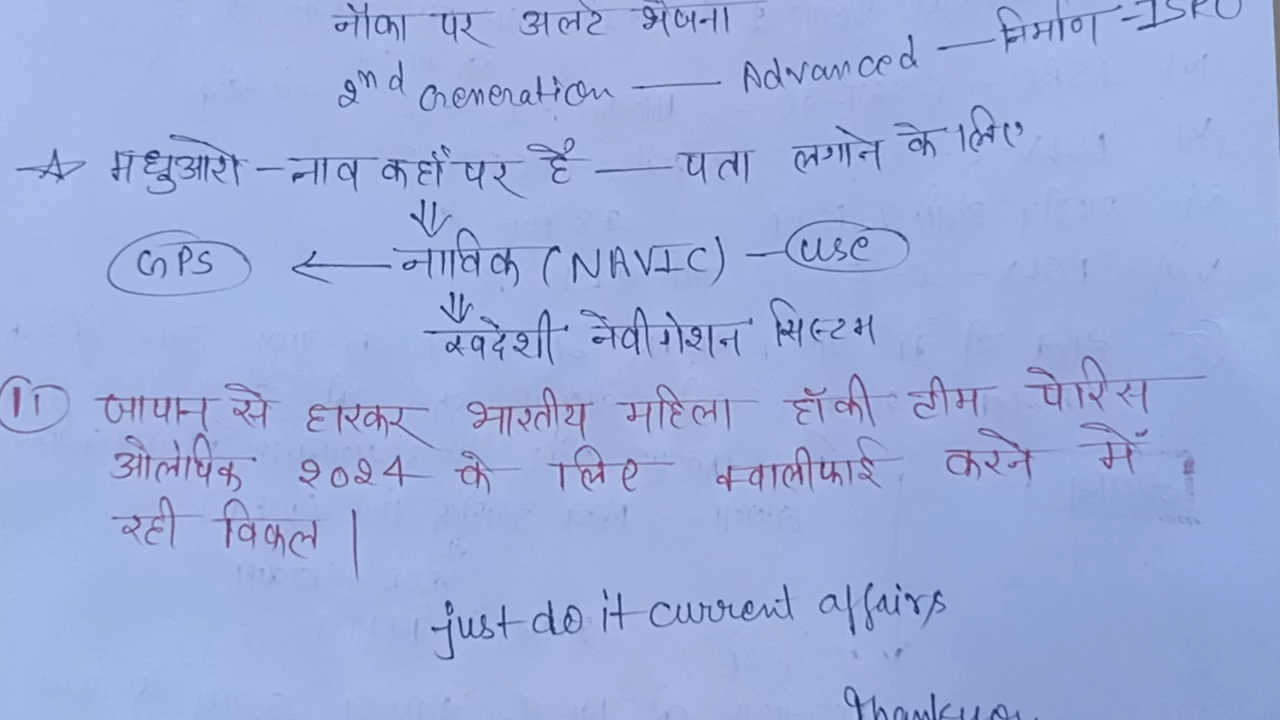 नौका पर अलर्ट भेजना
2nd Generation — Advanced — निर्माण - ISRO
☆ मधुआरो - नाव कहाँ पर है — पता लगाने के लिए
⇓
GPS ← नाविक (NAVIC) - use
⇓
स्वदेशी नेवीगेशन सिस्टम
11 जापान से हारकर भारतीय महिला हॉकी टीम पेरिस
ओलंपिक 2024 के लिए क्वालीफाई करने में
रही विफल |
just do it current affairs